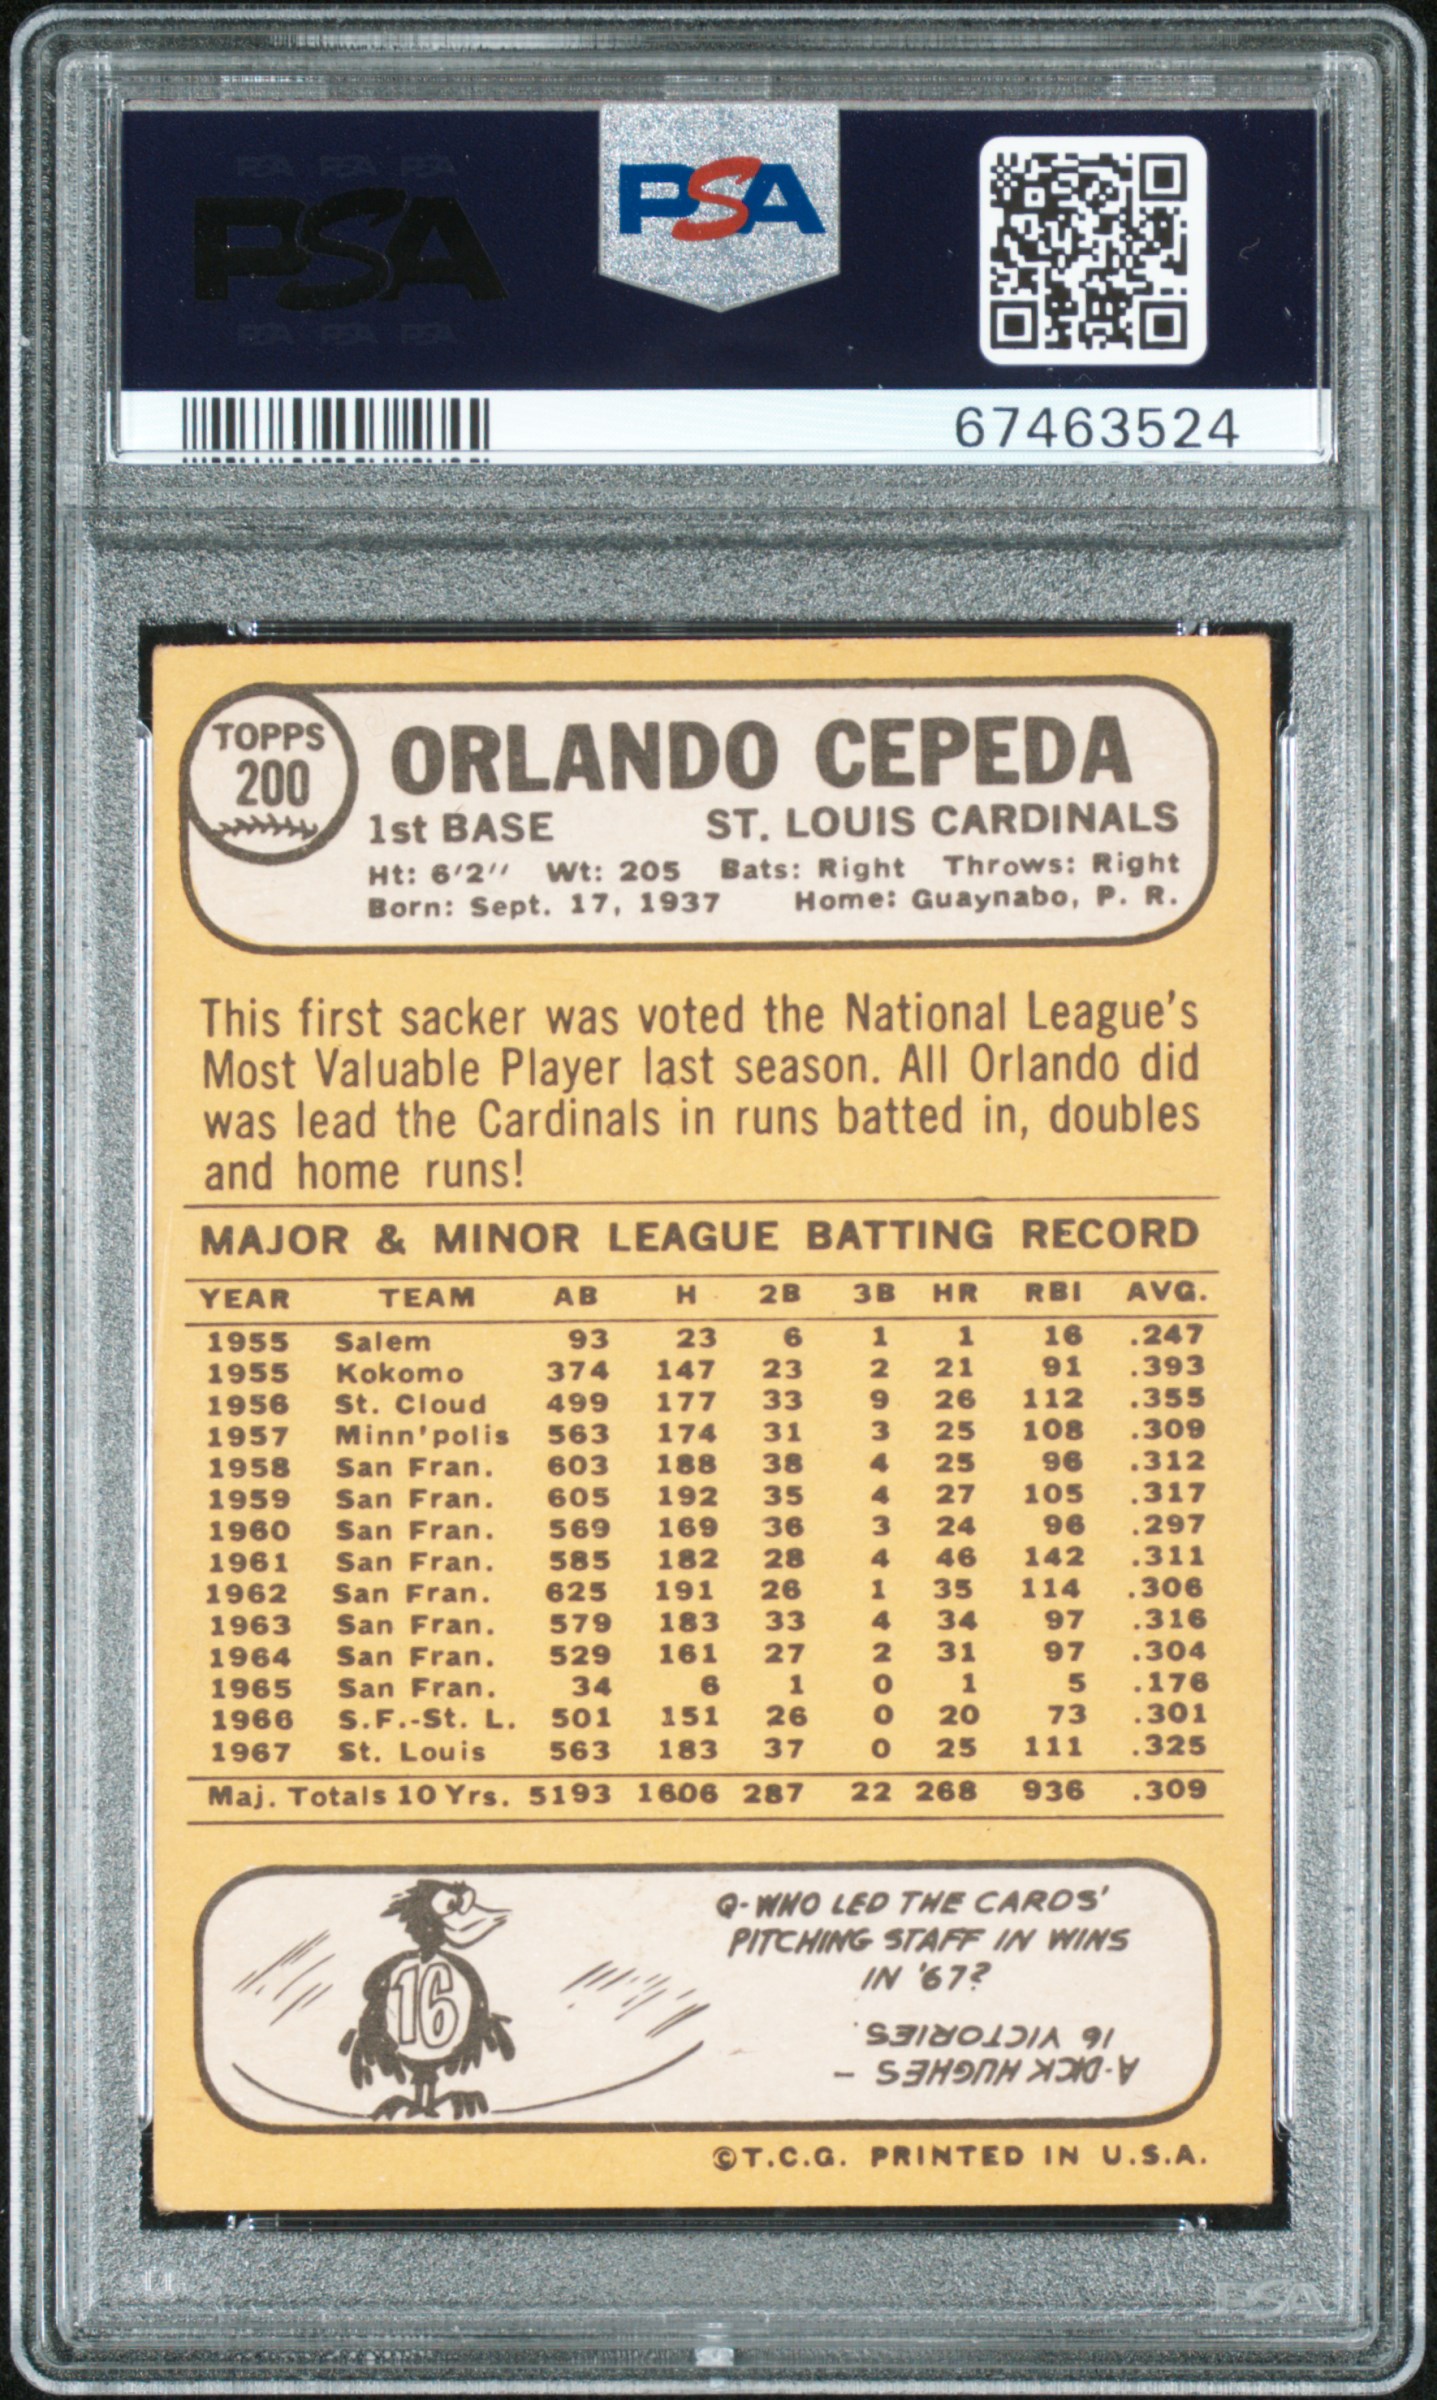 PSA PSA PSA
PSA
PSA PSA PSA
PSA
67463524
TOPPS
200
ORLANDO CEPEDA
1st BASE ST. LOUIS CARDINALS
Ht: 6'2" Wt: 205 Bats: Right Throws: Right
Born: Sept. 17, 1937 Home: Guaynabo, P. R.
This first sacker was voted the National League's
Most Valuable Player last season. All Orlando did
was lead the Cardinals in runs batted in, doubles
and home runs!
MAJOR & MINOR LEAGUE BATTING RECORD
YEAR TEAM AB H 2B 3B HR RBI AVG.
1955 Salem 93 23 6 1 1 16 .247
1955 Kokomo 374 147 23 2 21 91 .393
1956 St. Cloud 499 177 33 9 26 112 .355
1957 Minn'polis 563 174 31 3 25 108 .309
1958 San Fran. 603 188 38 4 25 96 .312
1959 San Fran. 605 192 35 4 27 105 .317
1960 San Fran. 569 169 36 3 24 96 .297
1961 San Fran. 585 182 28 4 46 142 .311
1962 San Fran. 625 191 26 1 35 114 .306
1963 San Fran. 579 183 33 4 34 97 .316
1964 San Fran. 529 161 27 2 31 97 .304
1965 San Fran. 34 6 1 0 1 5 .176
1966 S.F.-St. L. 501 151 26 0 20 73 .301
1967 St. Louis 563 183 37 0 25 111 .325
Maj. Totals 10 Yrs. 5193 1606 287 22 268 936 .309
16
Q-WHO LED THE CARDS'
PITCHING STAFF IN WINS
IN '67?
A-DICK HUGHES –
16 VICTORIES.
©T.C.G. PRINTED IN U.S.A.
PSA